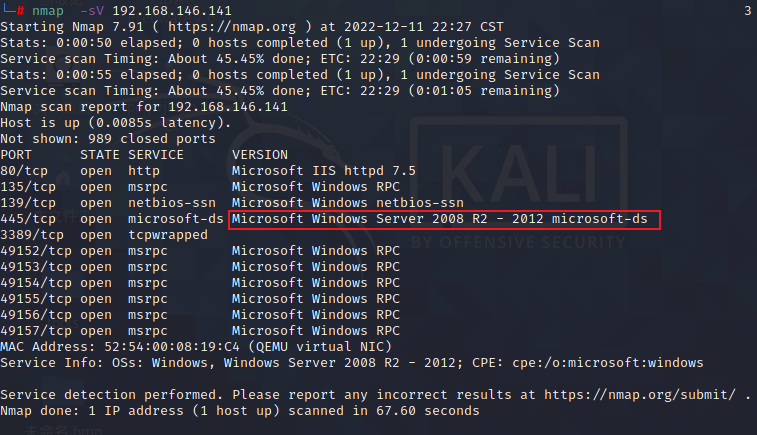 # nmap -sV 192.168.146.141 3
Starting Nmap 7.91 ( https://nmap.org ) at 2022-12-11 22:27 CST
Stats: 0:00:50 elapsed; 0 hosts completed (1 up), 1 undergoing Service Scan
Service scan Timing: About 45.45% done; ETC: 22:29 (0:00:59 remaining)
Stats: 0:00:55 elapsed; 0 hosts completed (1 up), 1 undergoing Service Scan
Service scan Timing: About 45.45% done; ETC: 22:29 (0:01:05 remaining)
Nmap scan report for 192.168.146.141
Host is up (0.0085s latency).
Not shown: 989 closed ports
PORT      STATE SERVICE      VERSION
80/tcp    open  http         Microsoft IIS httpd 7.5
135/tcp   open  msrpc        Microsoft Windows RPC
139/tcp   open  netbios-ssn  Microsoft Windows netbios-ssn
445/tcp   open  microsoft-ds Microsoft Windows Server 2008 R2 - 2012 microsoft-ds
3389/tcp  open  tcpwrapped
49152/tcp open  msrpc        Microsoft Windows RPC
49153/tcp open  msrpc        Microsoft Windows RPC
49154/tcp open  msrpc        Microsoft Windows RPC
49155/tcp open  msrpc        Microsoft Windows RPC
49156/tcp open  msrpc        Microsoft Windows RPC
49157/tcp open  msrpc        Microsoft Windows RPC
MAC Address: 52:54:00:08:19:C4 (QEMU virtual NIC)
Service Info: OSs: Windows, Windows Server 2008 R2 - 2012; CPE: cpe:/o:microsoft:windows
Service detection performed. Please report any incorrect results at https://nmap.org/submit/ .
Nmap done: 1 IP address (1 host up) scanned in 67.60 seconds
KALI
BY OFFENSIVE SECURITY